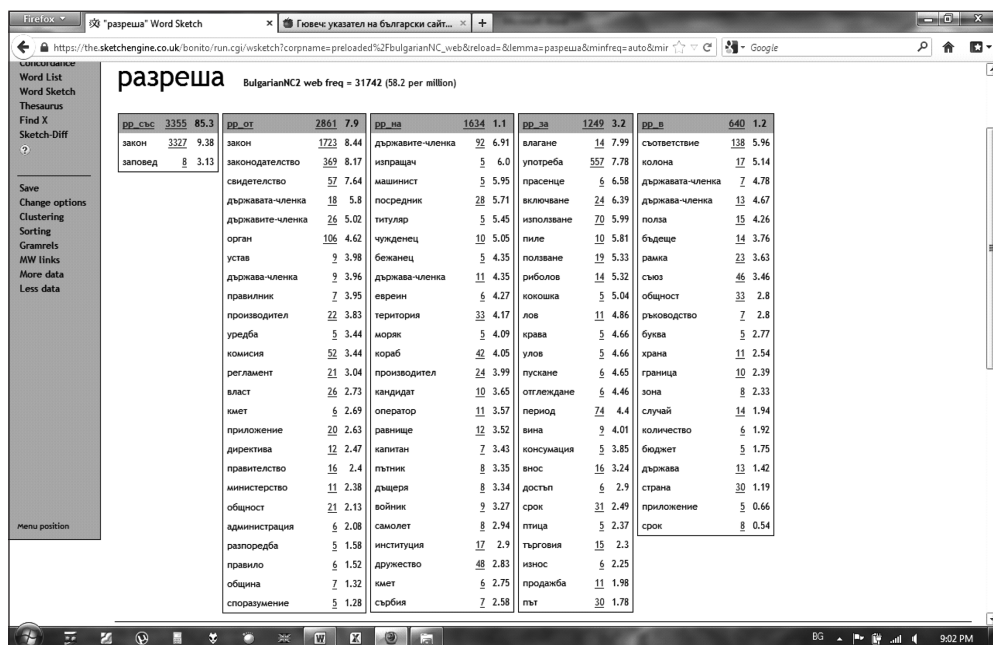 Firefox
"разреша" Word Sketch × Гювеч: указател на български сайт... × +
https://the.sketchengine.co.uk/bonito/run.cgi/wsketch?corpname=preloaded%2FbulgarianNC_web&reload=&lemma=разреша&minfreq=auto&mir Google
Concordance
Word List
Word Sketch
Thesaurus
Find X
Sketch-Diff
?
Save
Change options
Clustering
Sorting
Gramrels
MW links
More data
Less data
Menu position
разреша BulgarianNC2 web freq = 31742 (58.2 per million)
pp_със 3355 85.3
закон 3327 9.38
заповед 8 3.13
pp_от 2861 7.9
закон 1723 8.44
законодателство 369 8.17
свидетелство 57 7.64
държавата-членка 18 5.8
държавите-членка 26 5.02
орган 106 4.62
устав 9 3.98
държава-членка 9 3.96
правилник 7 3.95
производител 22 3.83
уредба 5 3.44
комисия 52 3.44
регламент 21 3.04
власт 26 2.73
кмет 6 2.69
приложение 20 2.63
директива 12 2.47
правителство 16 2.4
министерство 11 2.38
общност 21 2.13
администрация 6 2.08
разпоредба 5 1.58
правило 6 1.52
община 7 1.32
споразумение 5 1.28
pp_на 1634 1.1
държавите-членка 92 6.91
изпращач 5 6.0
машинист 5 5.95
посредник 28 5.71
титуляр 5 5.45
чужденец 10 5.05
бежанец 5 4.35
държава-членка 11 4.35
евреин 6 4.27
територия 33 4.17
моряк 5 4.09
кораб 42 4.05
производител 24 3.99
кандидат 10 3.65
оператор 11 3.57
равнище 12 3.52
капитан 7 3.43
пътник 8 3.35
дъщеря 8 3.34
войник 9 3.27
самолет 8 2.94
институция 17 2.9
дружество 48 2.83
кмет 6 2.75
сърбия 7 2.58
pp_за 1249 3.2
влагане 14 7.99
употреба 557 7.78
прасенце 6 6.58
включване 24 6.39
използване 70 5.99
пиле 10 5.81
ползване 19 5.33
риболов 14 5.32
кокошка 5 5.04
лов 11 4.86
крава 5 4.66
улов 5 4.66
пускане 6 4.65
отглеждане 6 4.46
период 74 4.4
вина 9 4.01
консумация 5 3.85
внос 16 3.24
достъп 6 2.9
срок 31 2.49
птица 5 2.37
търговия 15 2.3
износ 6 2.25
продажба 11 1.98
път 30 1.78
pp_в 640 1.2
съответствие 138 5.96
колона 17 5.14
държавата-членка 7 4.78
държава-членка 13 4.67
полза 15 4.26
бъдеще 14 3.76
рамка 23 3.63
съюз 46 3.46
общност 33 2.8
ръководство 7 2.8
буква 5 2.77
храна 11 2.54
граница 10 2.39
зона 8 2.33
случай 14 1.94
количество 6 1.92
бюджет 5 1.75
държава 13 1.42
страна 30 1.19
приложение 5 0.66
срок 8 0.54
BG 9:02 PM